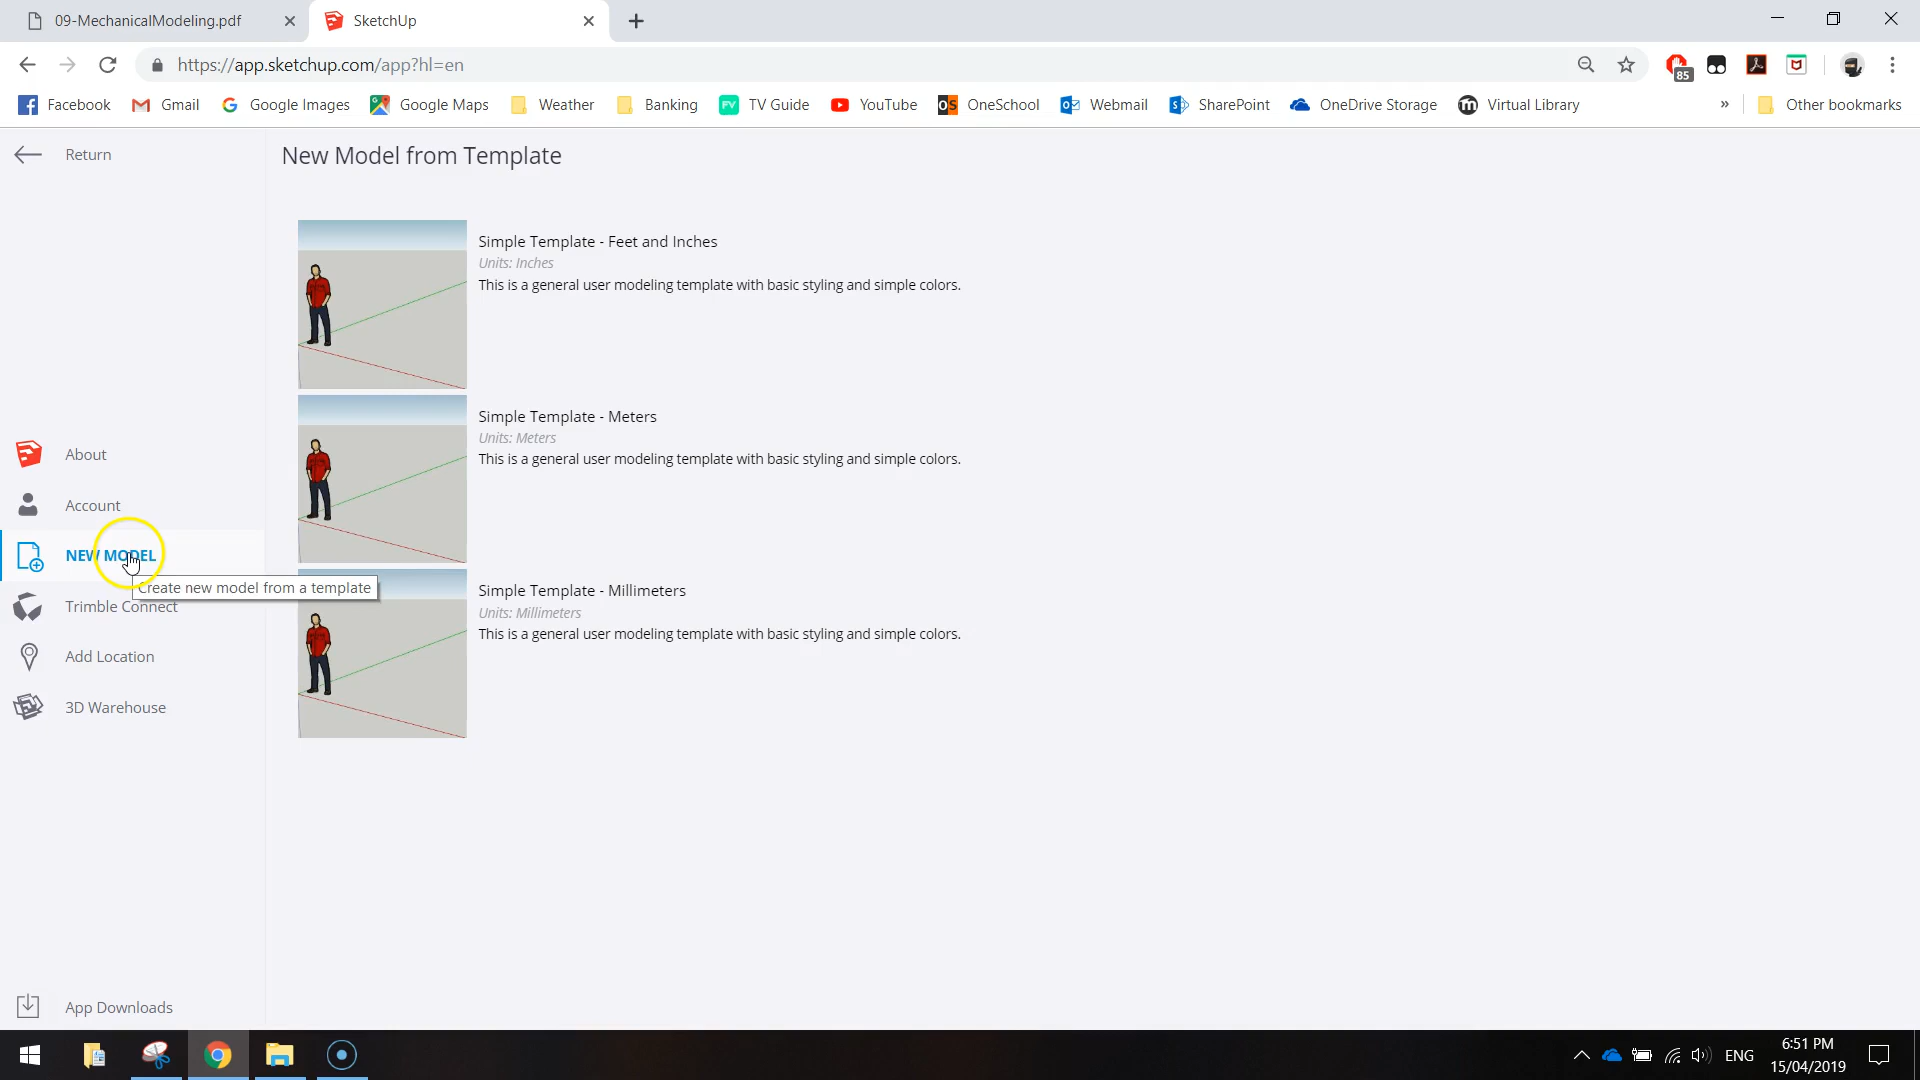 09-MechanicalModeling.pdf
SketchUp
https://app.sketchup.com/app?hl=en
85
Facebook Gmail Google Images Google Maps Weather Banking TV Guide YouTube OneSchool Webmail SharePoint OneDrive Storage Virtual Library » Other bookmarks
Return
New Model from Template
Simple Template - Feet and Inches
Units: Inches
This is a general user modeling template with basic styling and simple colors.
Simple Template - Meters
Units: Meters
This is a general user modeling template with basic styling and simple colors.
About
Account
NEW MODEL
Create new model from a template
Trimble Connect
Add Location
3D Warehouse
Simple Template - Millimeters
Units: Millimeters
This is a general user modeling template with basic styling and simple colors.
App Downloads
ENG
6:51 PM
15/04/2019